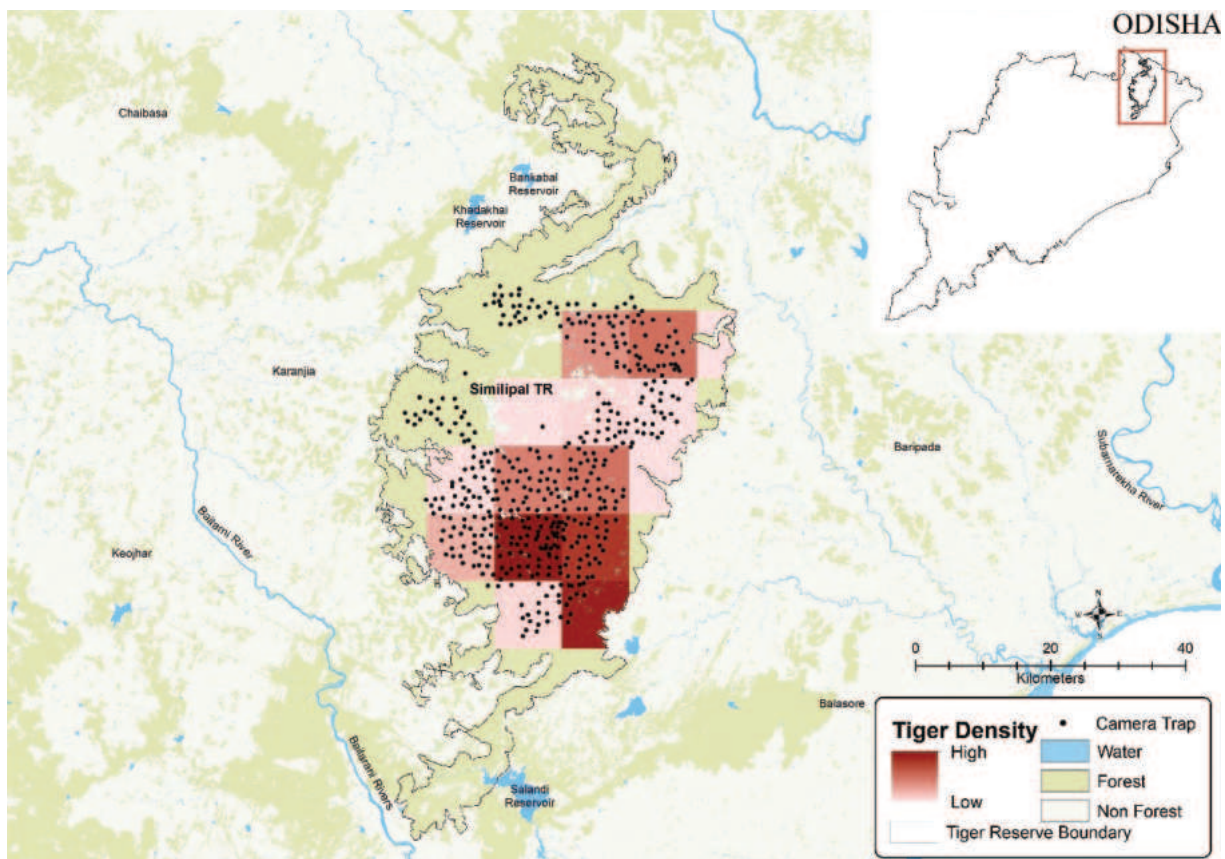 ODISHA
Chaibasa
Bankabal
Reservoir
Khadakhai
Reservoir
Karanjia
Similipal TR
Baripada
Subarnarekha River
Baitarni River
Keojhar
N
W
E
S
0 20 40
Kilometers
Balasore
Baitarani Rivers
Salandi
Reservoir
Tiger Density
High
Low
Camera Trap
Water
Forest
Non Forest
Tiger Reserve Boundary